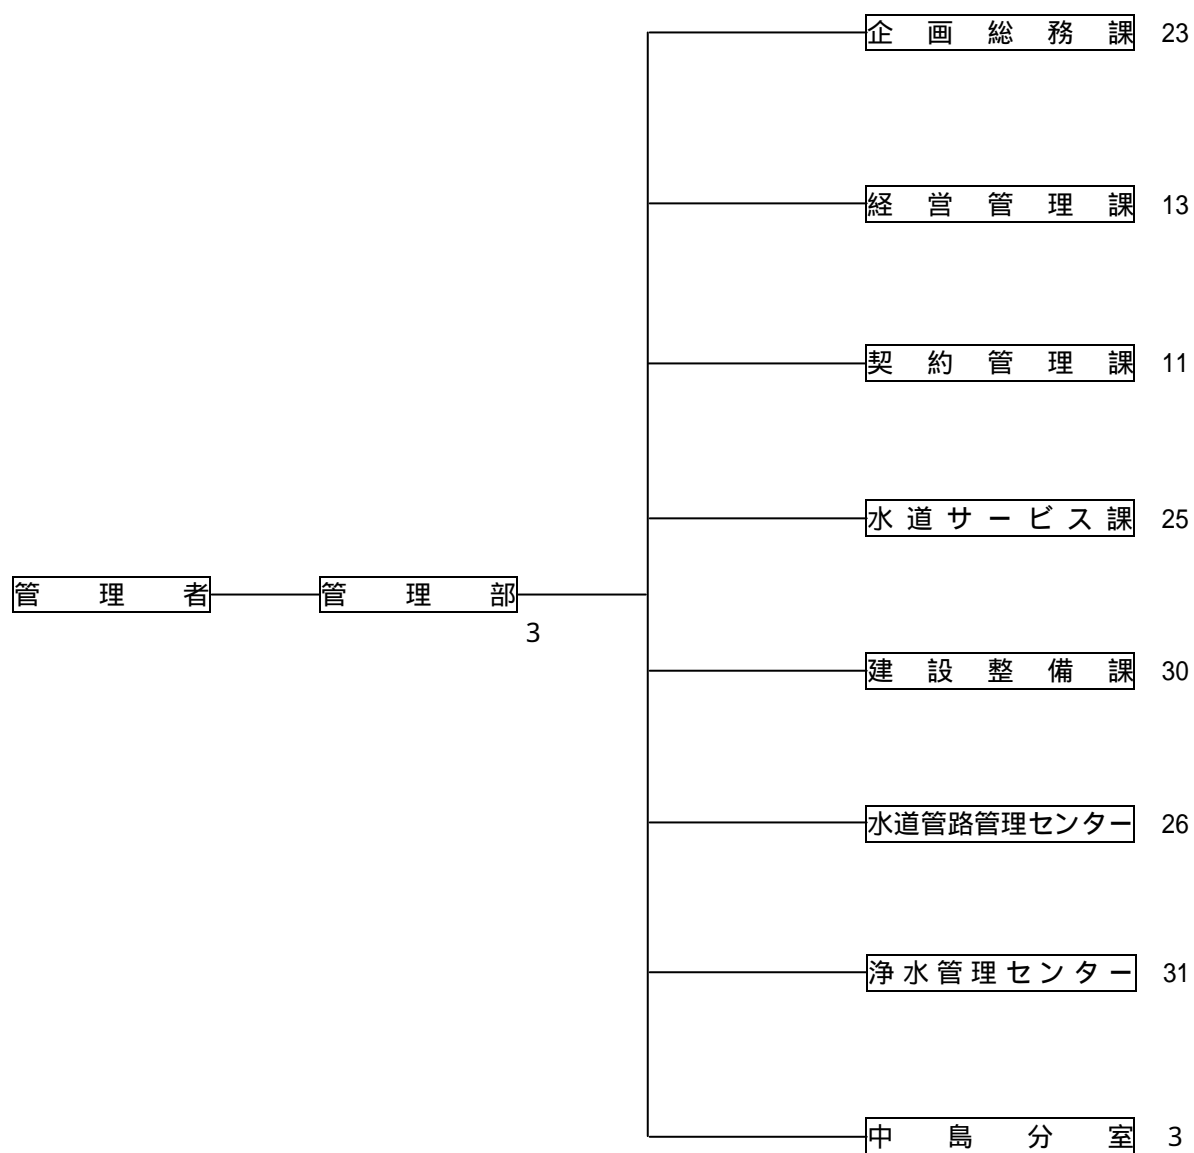 企画総務課 23
経営管理課 13
契約管理課 11
水道サービス課 25
管理者 管理部
3
建設整備課 30
水道管路管理センター 26
浄水管理センター 31
中島分室 3